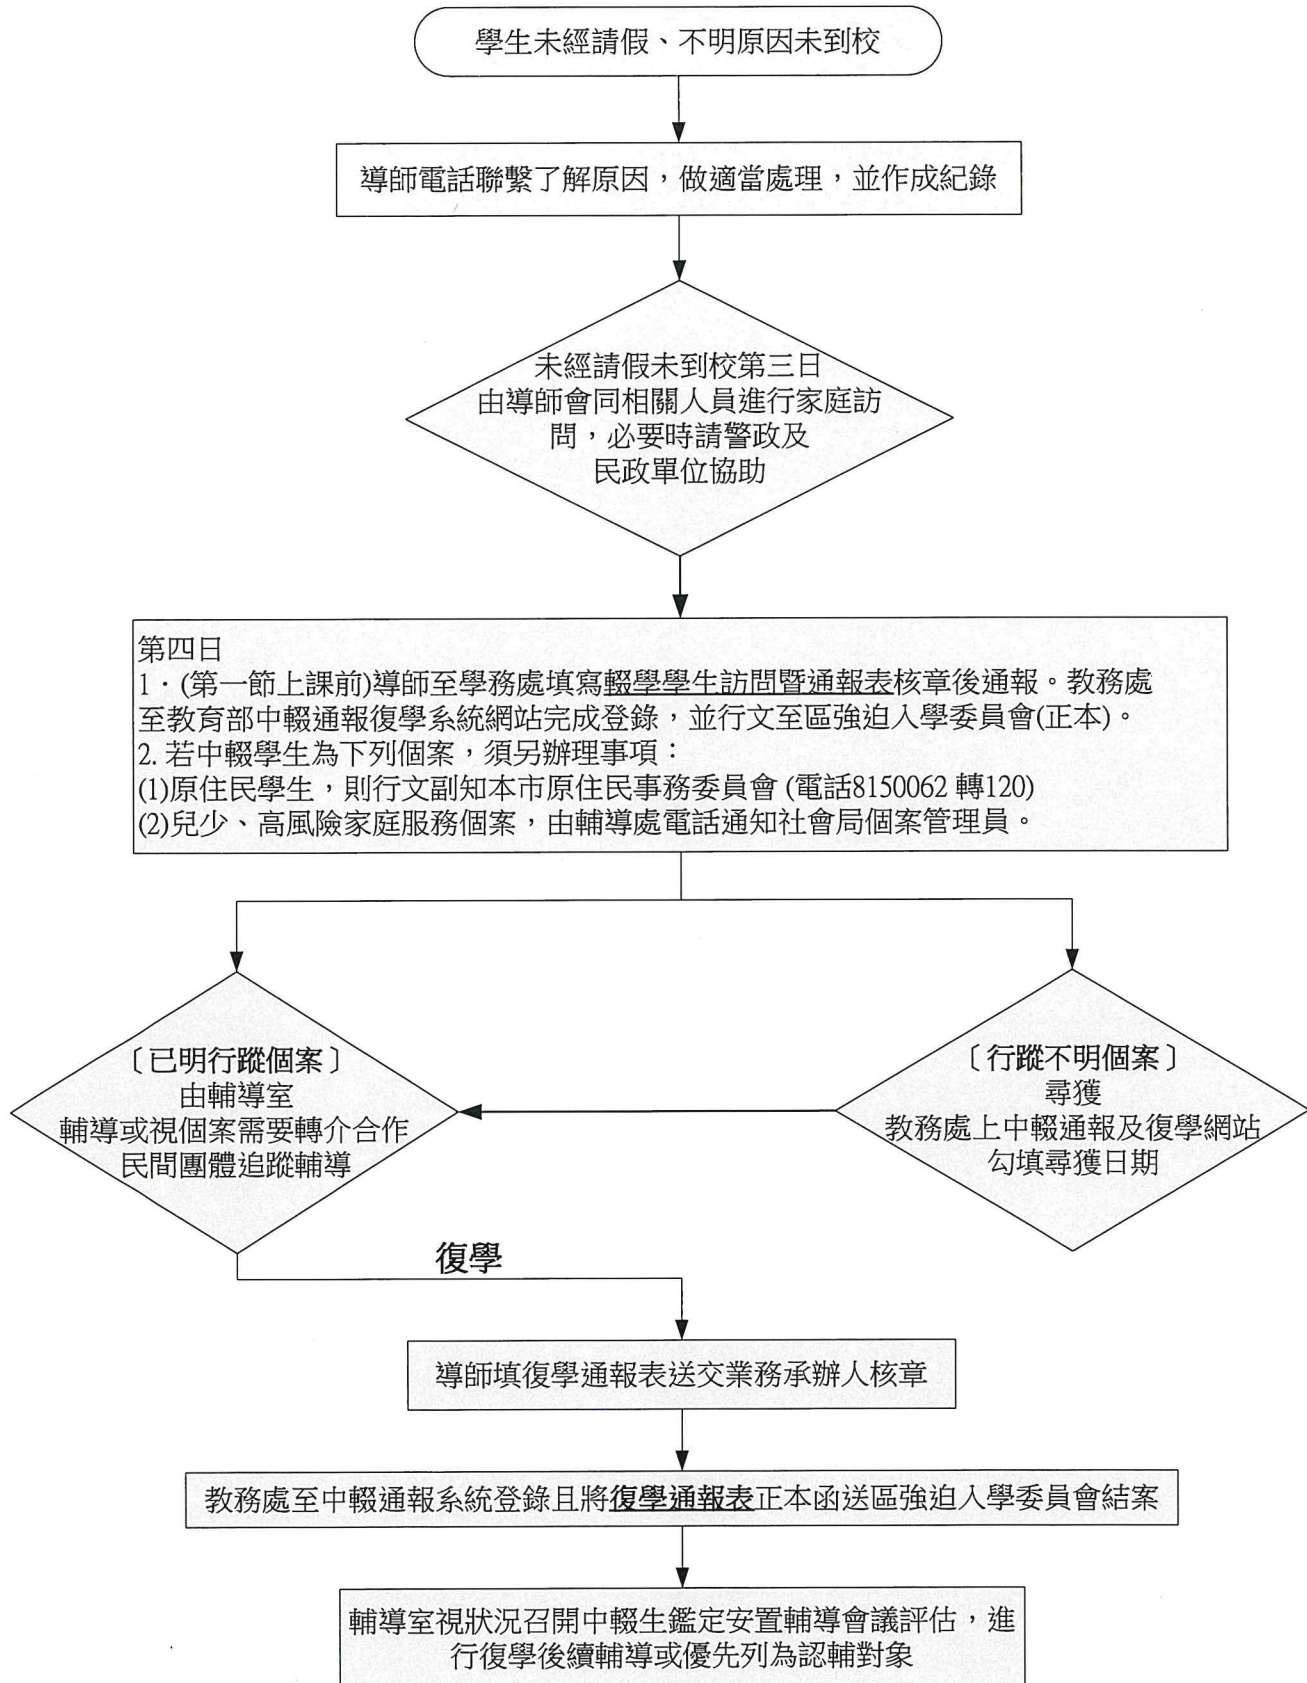 學生未經請假、不明原因未到校
導師電話聯繫了解原因，做適當處理，並作成紀錄
未經請假未到校第三日
由導師會同相關人員進行家庭訪
問，必要時請警政及
民政單位協助
第四日
1．(第一節上課前)導師至學務處填寫輟學學生訪問暨通報表核章後通報。教務處
至教育部中輟通報復學系統網站完成登錄，並行文至區強迫入學委員會(正本)。
2. 若中輟學生為下列個案，須另辦理事項：
(1)原住民學生，則行文副知本市原住民事務委員會 (電話8150062 轉120)
(2)兒少、高風險家庭服務個案，由輔導處電話通知社會局個案管理員。
〔已明行蹤個案〕
由輔導室
輔導或視個案需要轉介合作
民間團體追蹤輔導
〔行蹤不明個案〕
尋獲
教務處上中輟通報及復學網站
勾填尋獲日期
復學
導師填復學通報表送交業務承辦人核章
教務處至中輟通報系統登錄且將復學通報表正本函送區強迫入學委員會結案
輔導室視狀況召開中輟生鑑定安置輔導會議評估，進
行復學後續輔導或優先列為認輔對象